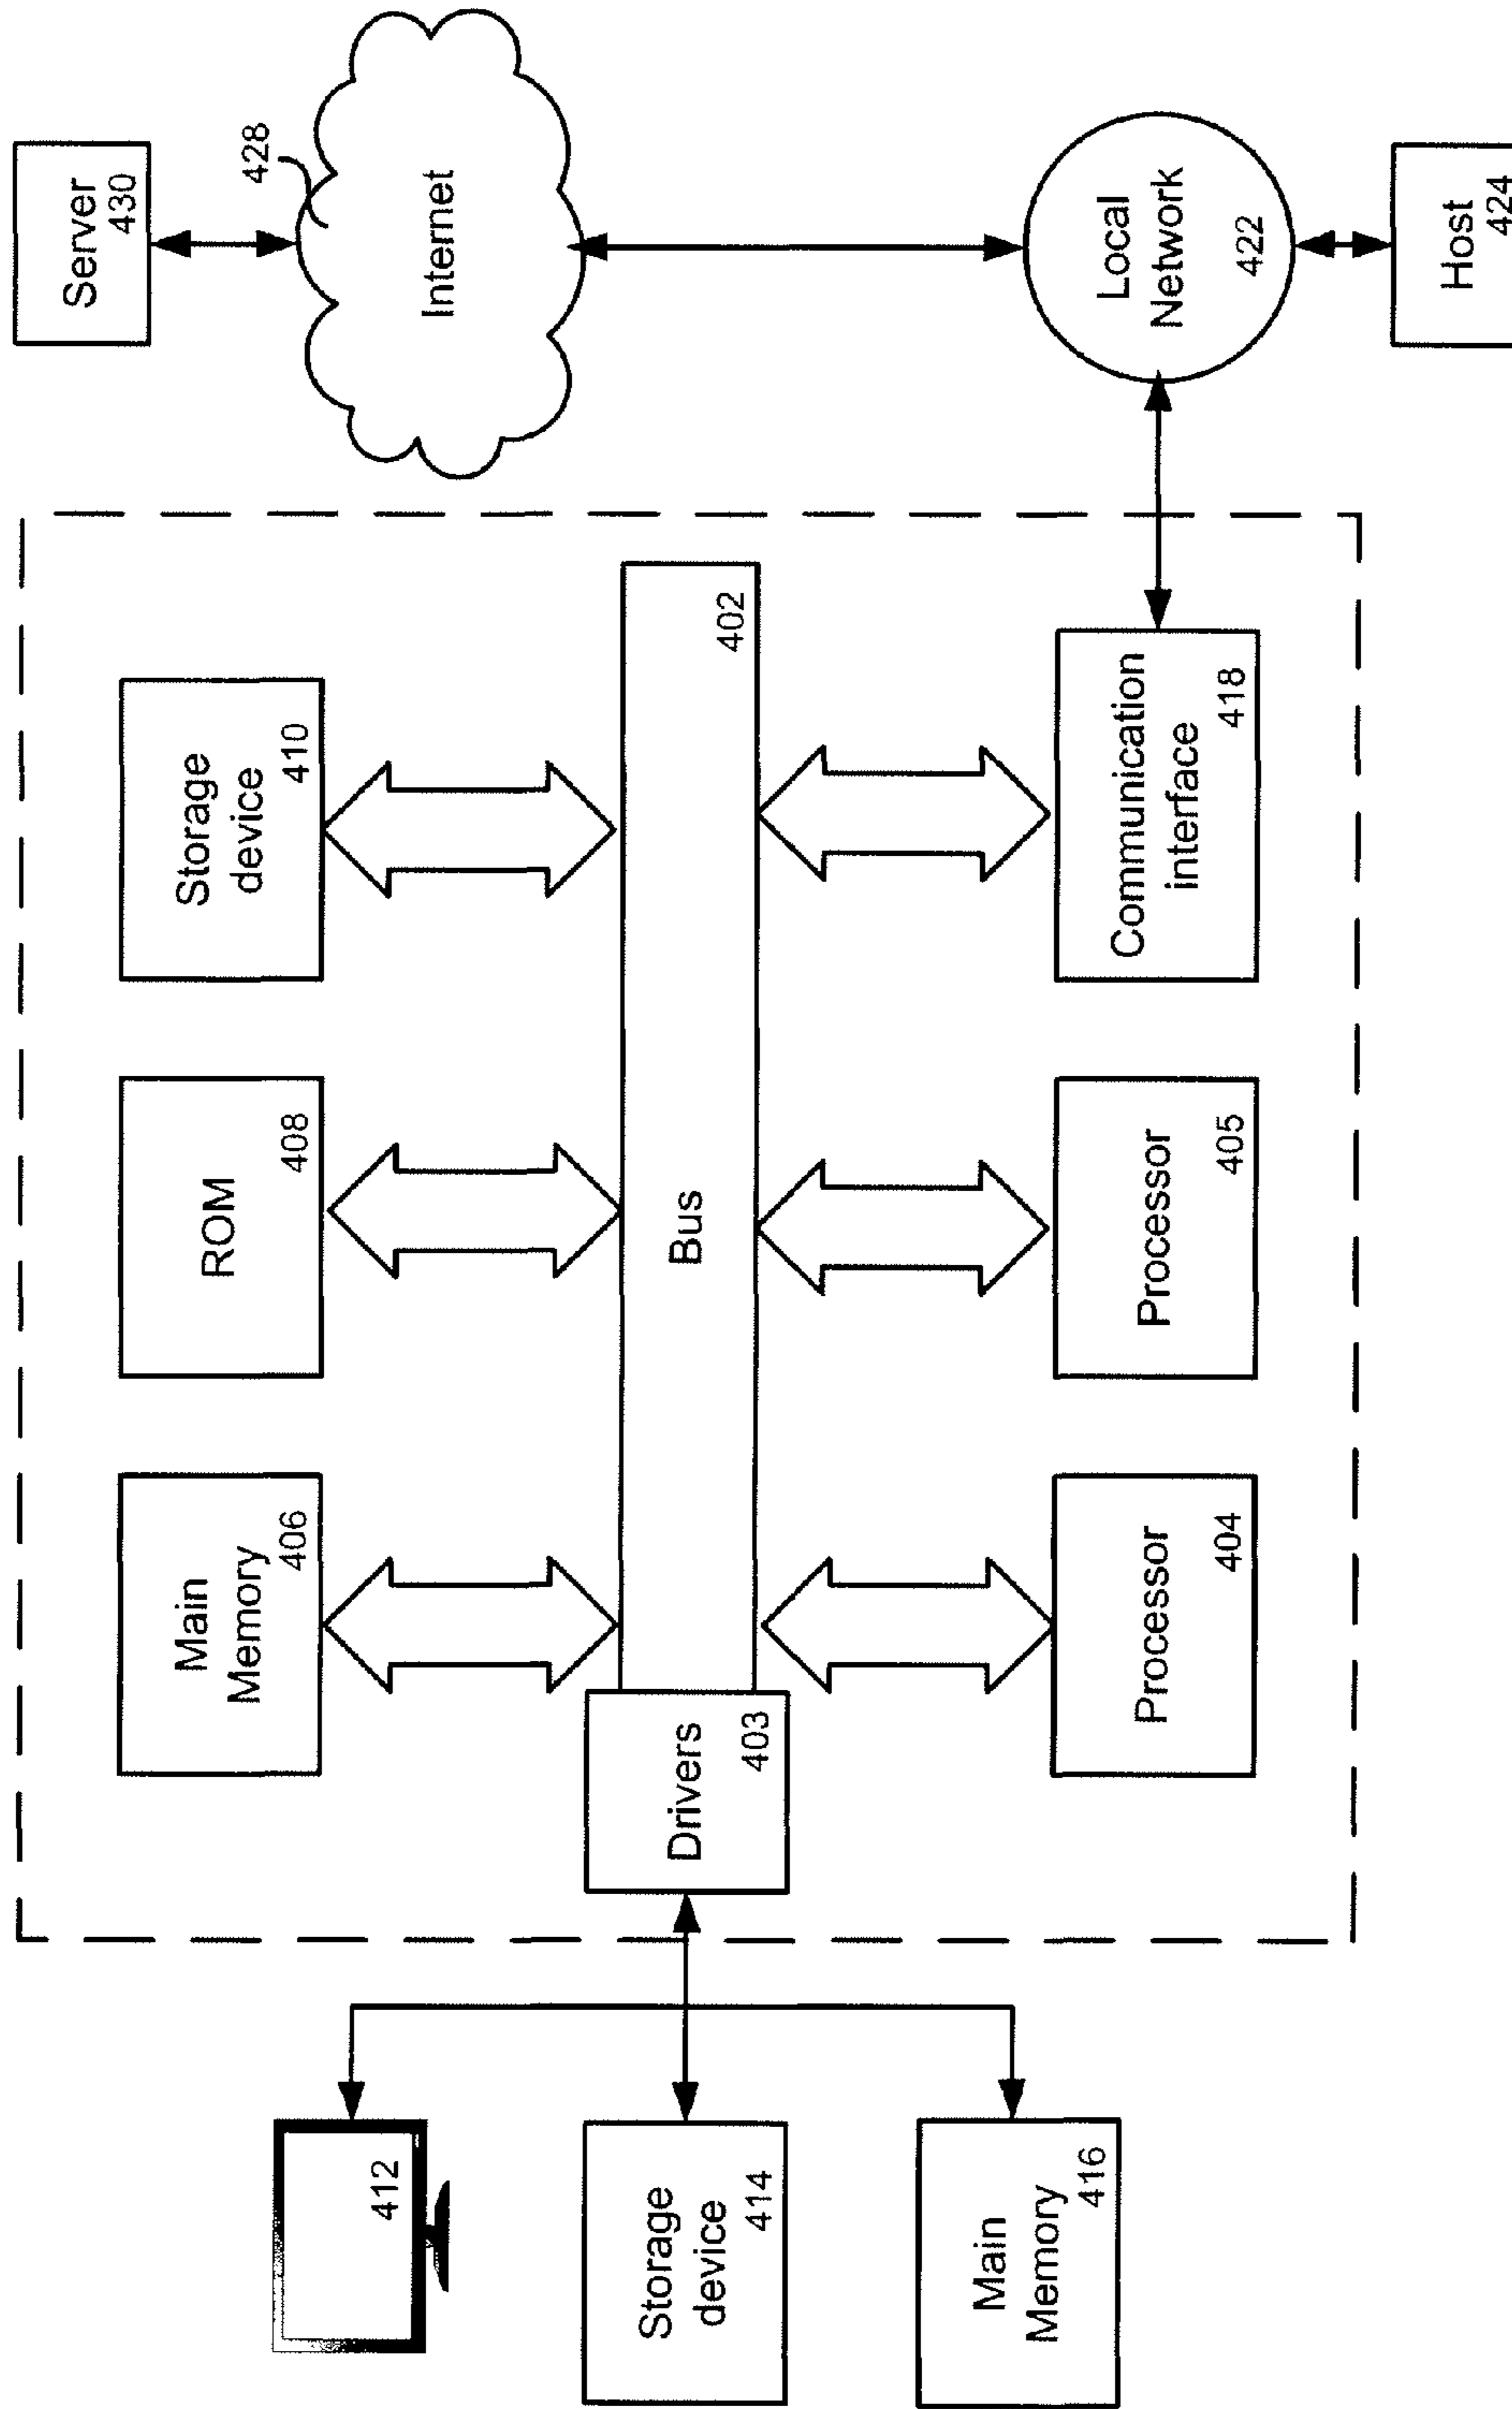 Main
Memory
406
ROM
408
Storage
device
410
Server
430
428
Internet
412
Storage
device
414
Main
Memory
416
Drivers
403
Bus
402
Processor
404
Processor
405
Communication
interface
418
Local
Network
422
Host
424